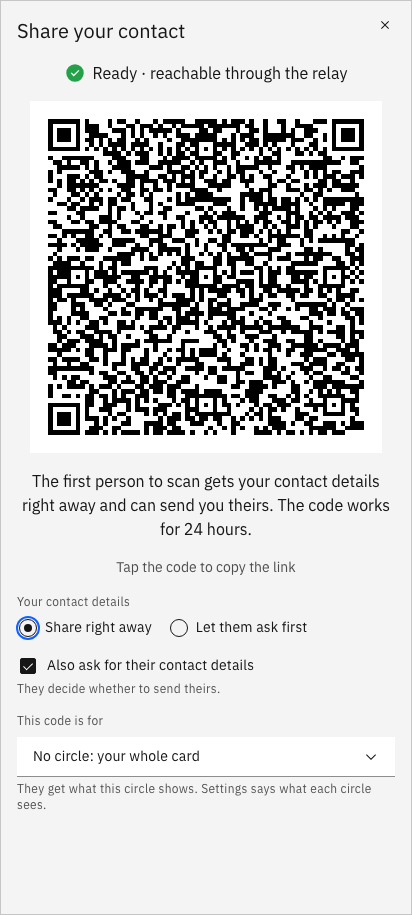 Share your contact
Ready · reachable through the relay
The first person to scan gets your contact details
right away and can send you theirs. The code works
for 24 hours.
Tap the code to copy the link
Your contact details
Share right away
Let them ask first
Also ask for their contact details
They decide whether to send theirs.
This code is for
No circle: your whole card
They get what this circle shows. Settings says what each circle
sees.